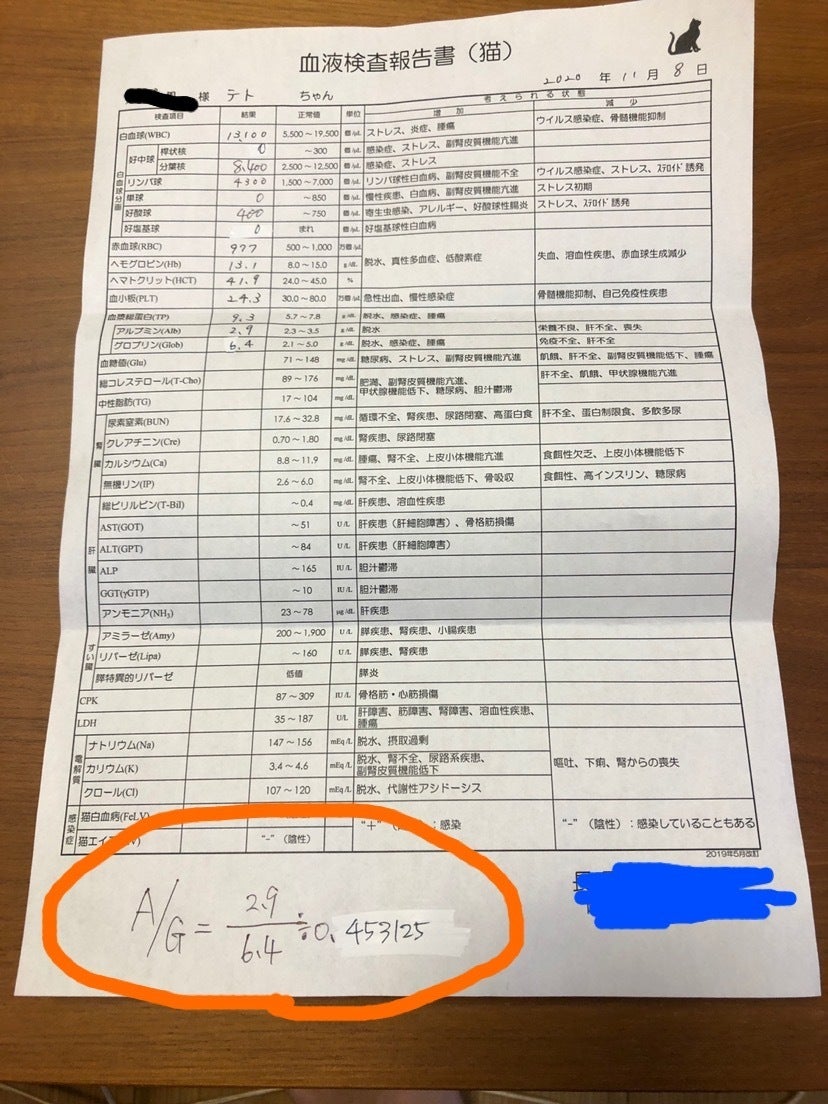 血液検査報告書(猫)
2020 年 11 月 8 日
様 テト ちゃん
検査項目 結果 正常値 単位 考えられる状態
増加 減少
白血球(WBC) 13,100 5,500～19,500 個/μL ストレス、炎症、腫瘍 ウイルス感染症、骨髄機能抑制
白血球分画
好中球 桿状核 0 ～300 個/μL 感染症、ストレス、副腎皮質機能亢進
分葉核 8,400 2,500～12,500 個/μL 感染症、ストレス
リンパ球 4300 1,500～7,000 個/μL リンパ球性白血病、副腎皮質機能不全 ウイルス感染症、ストレス、ステロイド誘発
単球 0 ～850 個/μL 慢性疾患、白血病、副腎皮質機能亢進 ストレス初期
好酸球 400 ～750 個/μL 寄生虫感染、アレルギー、好酸球性腸炎 ストレス、ステロイド誘発
好塩基球 0 まれ 個/μL 好塩基球性白血病
赤血球(RBC) 977 500～1,000 万個/μL 脱水、真性多血症、低酸素症 失血、溶血性疾患、赤血球生成減少
ヘモグロビン(Hb) 13.1 8.0～15.0 g/dL
ヘマトクリット(HCT) 41.9 24.0～45.0 %
血小板(PLT) 24.3 30.0～80.0 万個/μL 急性出血、慢性感染症 骨髄機能抑制、自己免疫性疾患
血漿総蛋白(TP) 9.3 5.7～7.8 g/dL 脱水、感染症、腫瘍
アルブミン(Alb) 2.9 2.3～3.5 g/dL 脱水 栄養不良、肝不全、喪失
グロブリン(Glob) 6.4 2.1～5.0 g/dL 脱水、感染症、腫瘍 免疫不全、肝不全
血糖値(Glu) 71～148 mg/dL 糖尿病、ストレス、副腎皮質機能亢進 飢餓、肝不全、副腎皮質機能低下、腫瘍
総コレステロール(T-Cho) 89～176 mg/dL 肥満、副腎皮質機能亢進、 肝不全、飢餓、甲状腺機能亢進
甲状腺機能低下、糖尿病、胆汁鬱滞
中性脂肪(TG) 17～104 mg/dL
腎臓
尿素窒素(BUN) 17.6～32.8 mg/dL 循環不全、腎疾患、尿路閉塞、高蛋白食 肝不全、蛋白制限食、多飲多尿
クレアチニン(Cre) 0.70～1.80 mg/dL 腎疾患、尿路閉塞
カルシウム(Ca) 8.8～11.9 mg/dL 腫瘍、腎不全、上皮小体機能亢進 食餌性欠乏、上皮小体機能低下
無機リン(IP) 2.6～6.0 mg/dL 腎不全、上皮小体機能低下、骨吸収 食餌性、高インスリン、糖尿病
肝臓
総ビリルビン(T-Bil) ～0.4 mg/dL 肝疾患、溶血性疾患
AST(GOT) ～51 U/L 肝疾患(肝細胞障害)、骨格筋損傷
ALT(GPT) ～84 U/L 肝疾患(肝細胞障害)
ALP ～165 IU/L 胆汁鬱滞
GGT(γGTP) ～10 IU/L 胆汁鬱滞
アンモニア(NH3) 23～78 μg/dL 肝疾患
すい臓
アミラーゼ(Amy) 200～1,900 U/L 膵疾患、腎疾患、小腸疾患
リパーゼ(Lipa) ～160 U/L 膵疾患、腎疾患
膵特異的リパーゼ 低値 膵炎
CPK 87～309 IU/L 骨格筋・心筋損傷
LDH 35～187 U/L 肝障害、筋障害、腎障害、溶血性疾患、
腫瘍
電解質
ナトリウム(Na) 147～156 mEq/L 脱水、摂取過剰 嘔吐、下痢、腎からの喪失
カリウム(K) 3.4～4.6 mEq/L 脱水、腎不全、尿路系疾患、
副腎皮質機能低下
クロール(Cl) 107～120 mEq/L 脱水、代謝性アシドーシス
感染症
猫白血病(FeLV) “+” :感染 “-”(陰性):感染していることもある
猫エイ “-”(陰性)
2019年5月改訂
A/G = 2.9/6.4 ≒ 0.453125